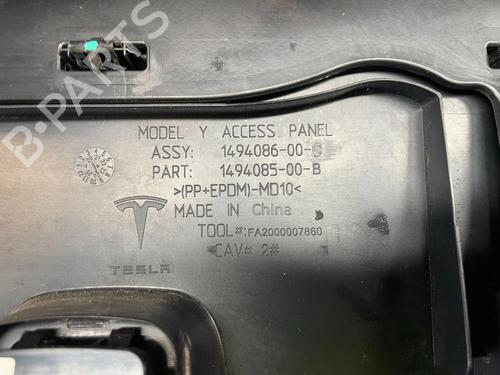 B-PARTS
MODEL Y ACCESS PANEL
ASSY: 1494086-00-C
PART: 1494085-00-B
>(PP+EPDM)-MD10<
MADE IN China
TOOL#:FA2000007860
CAV# 2#
TESLA